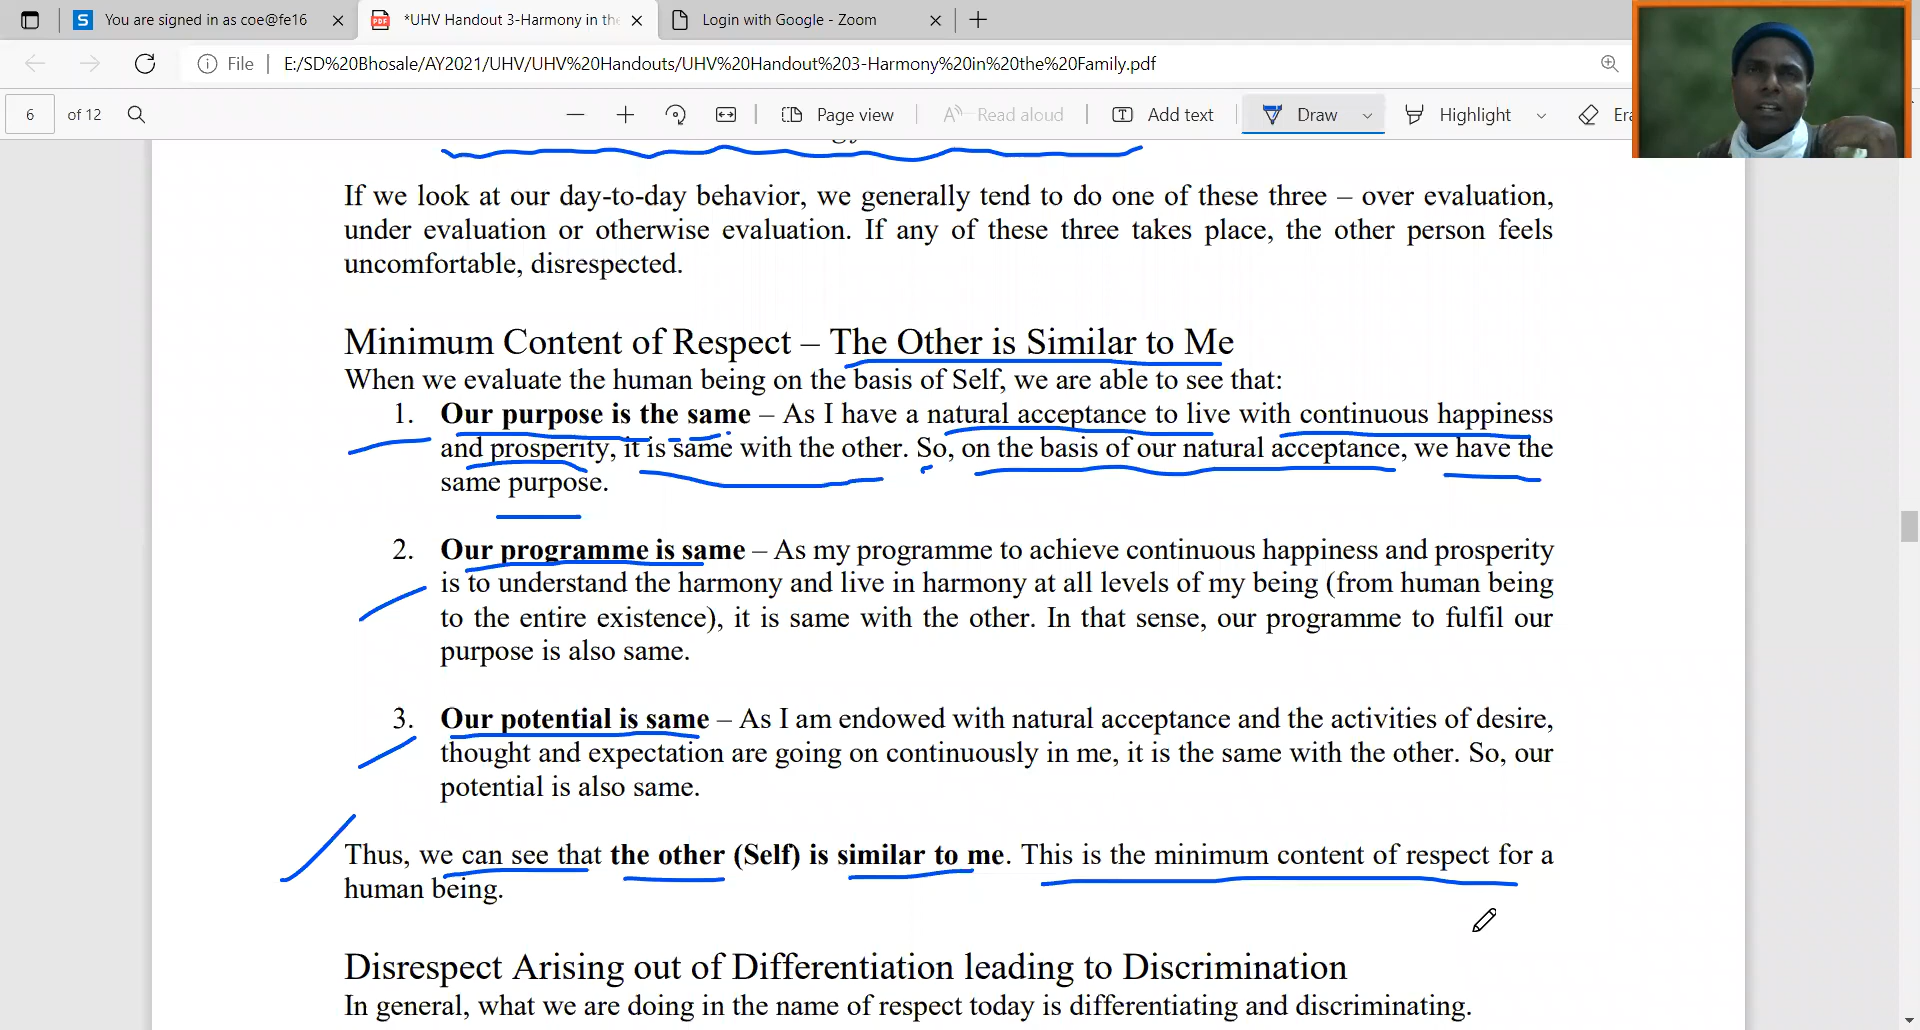 You are signed in as coe@fe16
*UHV Handout 3-Harmony in the
Login with Google - Zoom
File
E:/SD%20Bhosale/AY2021/UHV/UHV%20Handouts/UHV%20Handout%203-Harmony%20in%20the%20Family.pdf
6 of 12
Page view
Read aloud
Add text
Draw
Highlight
Era
If we look at our day-to-day behavior, we generally tend to do one of these three – over evaluation,
under evaluation or otherwise evaluation. If any of these three takes place, the other person feels
uncomfortable, disrespected.
Minimum Content of Respect – The Other is Similar to Me
When we evaluate the human being on the basis of Self, we are able to see that:
1. Our purpose is the same – As I have a natural acceptance to live with continuous happiness
and prosperity, it is same with the other. So, on the basis of our natural acceptance, we have the
same purpose.
2. Our programme is same – As my programme to achieve continuous happiness and prosperity
is to understand the harmony and live in harmony at all levels of my being (from human being
to the entire existence), it is same with the other. In that sense, our programme to fulfil our
purpose is also same.
3. Our potential is same – As I am endowed with natural acceptance and the activities of desire,
thought and expectation are going on continuously in me, it is the same with the other. So, our
potential is also same.
Thus, we can see that the other (Self) is similar to me. This is the minimum content of respect for a
human being.
Disrespect Arising out of Differentiation leading to Discrimination
In general, what we are doing in the name of respect today is differentiating and discriminating.